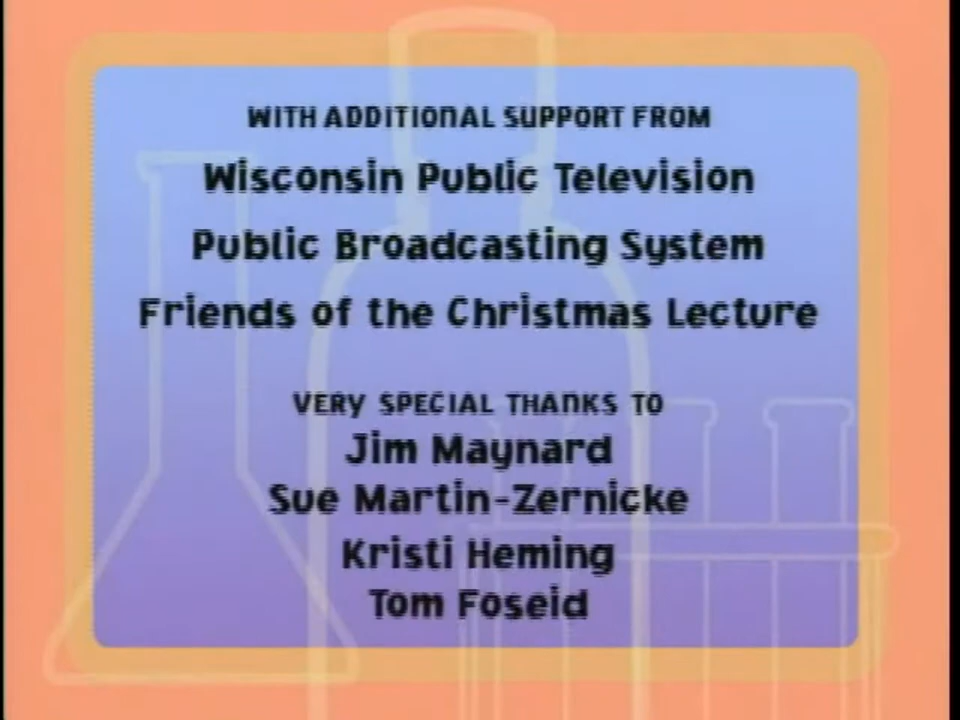 WITH ADDITIONAL SUPPORT FROM
Wisconsin Public Television
Public Broadcasting System
Friends of the Christmas Lecture
VERY SPECIAL THANKS TO
Jim Maynard
Sue Martin-Zernicke
Kristi Heming
Tom Foseid